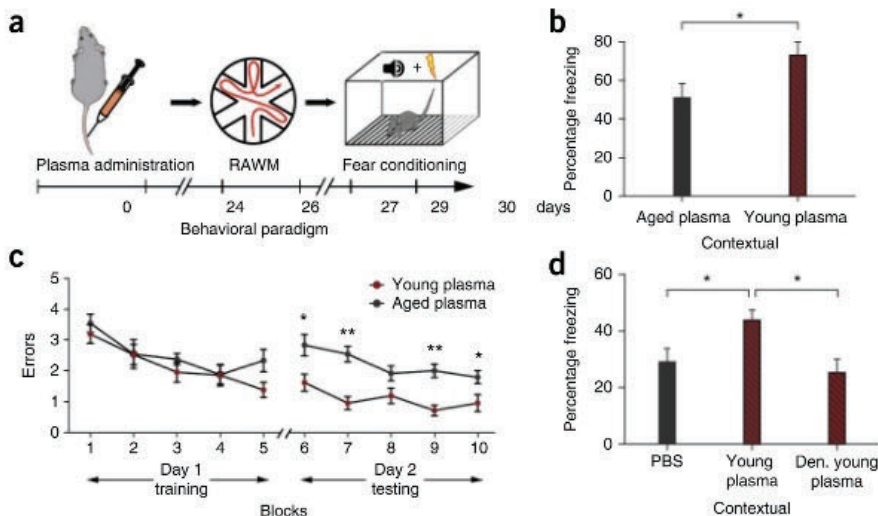 a
Plasma administration
RAWM
Fear conditioning
0 24 26 27 29 30 days
Behavioral paradigm
b
*
Percentage freezing
80
60
40
20
0
Aged plasma Young plasma
Contextual
c
Errors
5
4
3
2
1
0
Young plasma
Aged plasma
* ** ** *
1 2 3 4 5 6 7 8 9 10
Day 1 Day 2
training testing
Blocks
d
* *
Percentage freezing
60
40
20
0
PBS Young Den. young
plasma plasma
Contextual